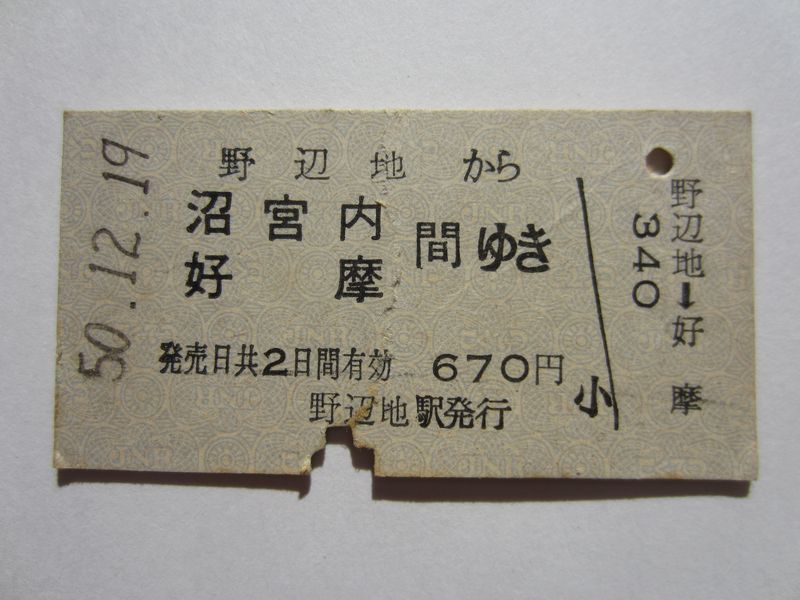 50.12.19
野辺地から
沼宮内
好摩
間ゆき
発売日共2日間有効 670円
野辺地駅発行
小
野辺地➡好摩
340